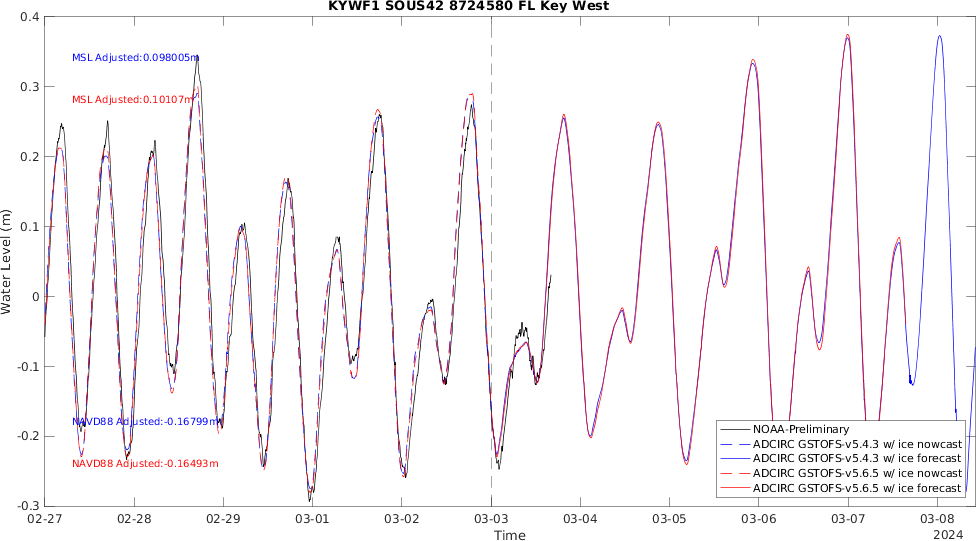 KYWF1 SOUS42 8724580 FL Key West
0.4
0.3
0.2
0.1
0
-0.1
-0.2
-0.3
Water Level (m)
MSL Adjusted:0.098005m
MSL Adjusted:0.10107m
NAVD88 Adjusted:-0.16799m
NAVD88 Adjusted:-0.16493m
NOAA-Preliminary
ADCIRC GSTOFS-v5.4.3 w/ ice nowcast
ADCIRC GSTOFS-v5.4.3 w/ ice forecast
ADCIRC GSTOFS-v5.6.5 w/ ice nowcast
ADCIRC GSTOFS-v5.6.5 w/ ice forecast
02-27 02-28 02-29 03-01 03-02 03-03 03-04 03-05 03-06 03-07 03-08
Time
2024